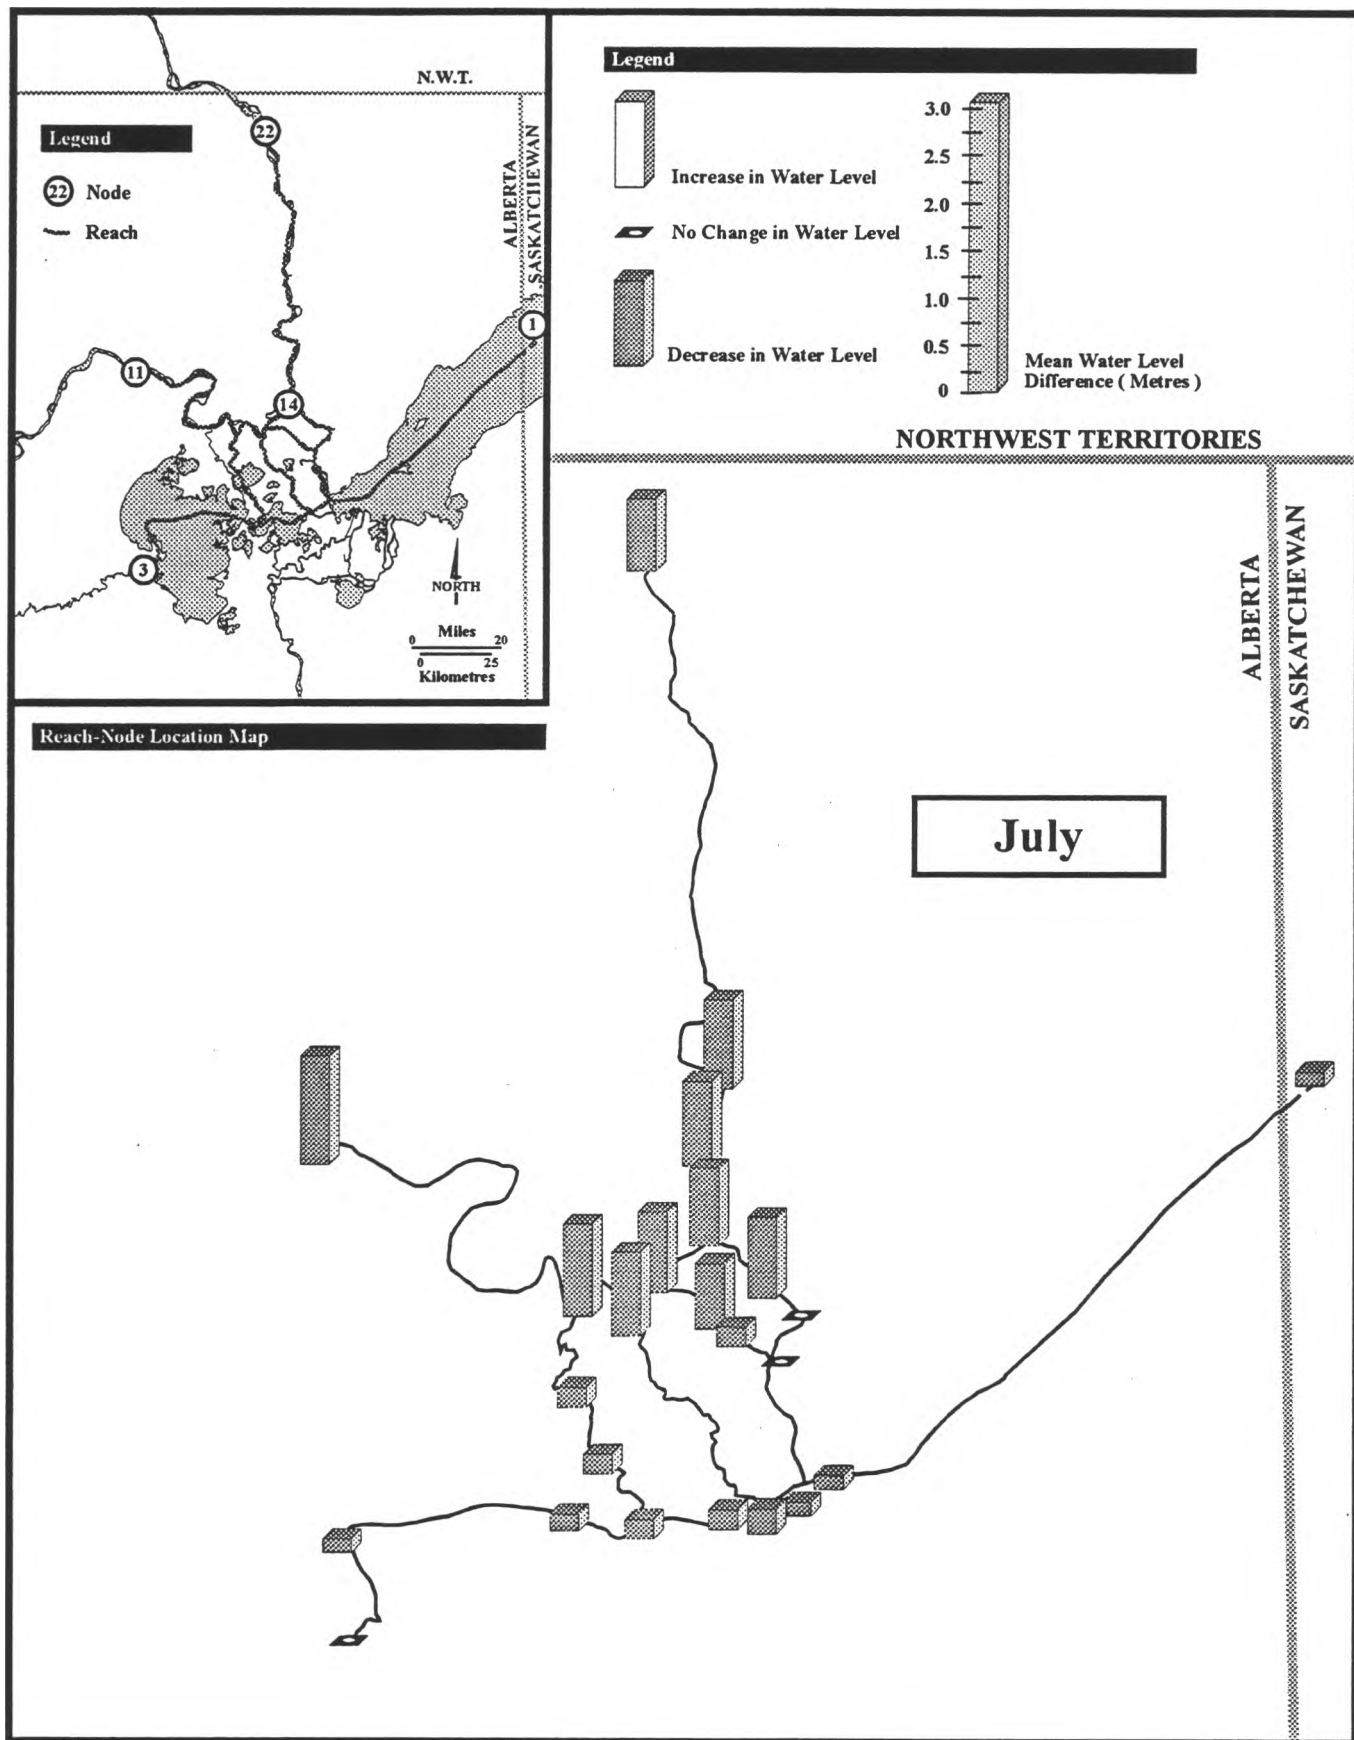 N.W.T.
Legend
22
22 Node
Reach
ALBERTA
SASKATCHEWAN
1
11
14
3
NORTH
Miles
0 20
0 25
Kilometres
Reach-Node Location Map
Legend
Increase in Water Level
No Change in Water Level
Decrease in Water Level
3.0
2.5
2.0
1.5
1.0
0.5
0
Mean Water Level
Difference ( Metres )
NORTHWEST TERRITORIES
ALBERTA
SASKATCHEWAN
July